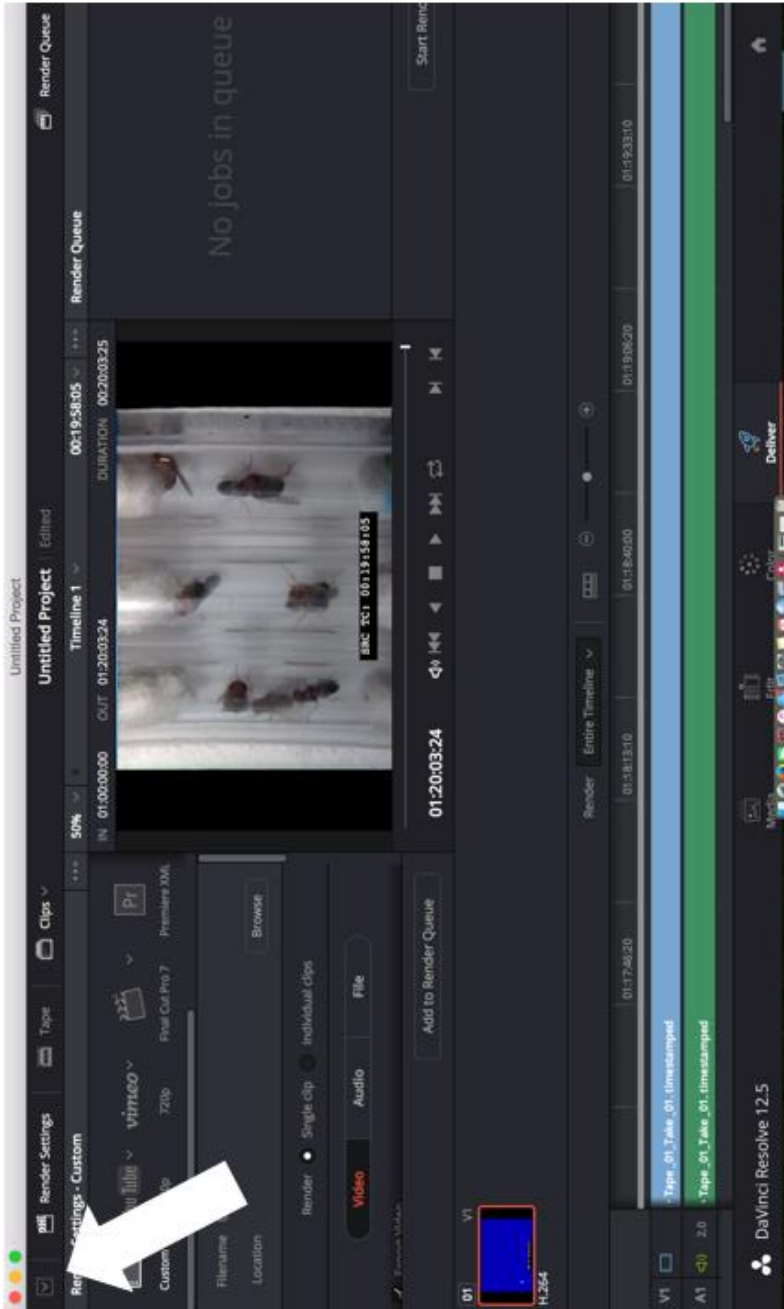 Untitled Project
Render Settings
Tape
Clips
Untitled Project
Edited
Render Queue
Settings - Custom
50%
Timeline 1
00:19:58:05
Render Queue
IN 01:00:00:00
OUT 01:20:03:24
DURATION 00:20:03:25
vimeo
Pr
Custom
720p
Final Cut Pro 7
Premiere XML
Filename
Location
Browse
Render
Single clip
Individual clips
Video
Audio
File
Export Video
Add to Render Queue
SRC TC: 00:19:58:05
01:20:03:24
No jobs in queue
01
V1
H.264
Render
Entire Timeline
01:17:46:20
01:18:13:10
01:18:40:00
01:19:06:20
01:19:33:10
V1
Tape_01_Take_01.timestamped
A1
2.0
Tape_01_Take_01.timestamped
DaVinci Resolve 12.5
Media
Edit
Color
Deliver